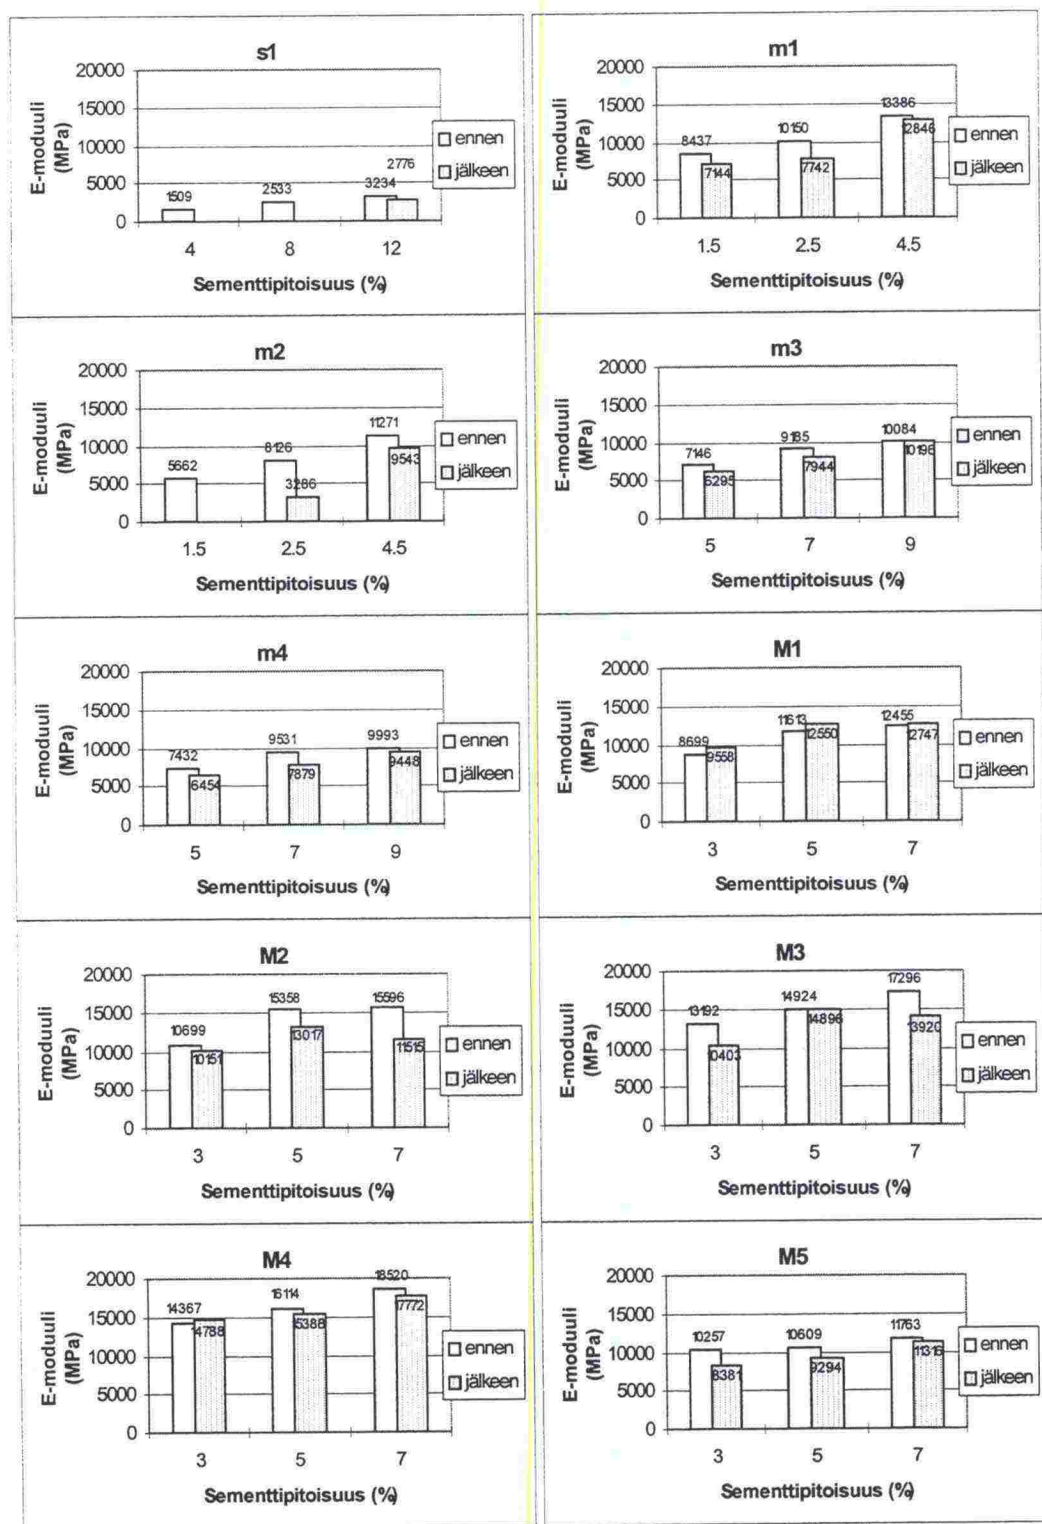 s1
20000
15000
10000
5000
0
E-moduuli
(MPa)
1509
2533
3234
2776
4 8 12
Sementtipitoisuus (%)
ennen
jälkeen
m1
20000
15000
10000
5000
0
E-moduuli
(MPa)
8437
7144
10150
7742
13386
12846
1.5 2.5 4.5
Sementtipitoisuus (%)
ennen
jälkeen
m2
20000
15000
10000
5000
0
E-moduuli
(MPa)
5662
8126
3286
11271
9543
1.5 2.5 4.5
Sementtipitoisuus (%)
ennen
jälkeen
m3
20000
15000
10000
5000
0
E-moduuli
(MPa)
7146
6295
9185
7944
10084
10196
5 7 9
Sementtipitoisuus (%)
ennen
jälkeen
m4
20000
15000
10000
5000
0
E-moduuli
(MPa)
7432
6454
9531
7879
9993
9448
5 7 9
Sementtipitoisuus (%)
ennen
jälkeen
M1
20000
15000
10000
5000
0
E-moduuli
(MPa)
8699
9558
11613
12550
12455
12747
3 5 7
Sementtipitoisuus (%)
ennen
jälkeen
M2
20000
15000
10000
5000
0
E-moduuli
(MPa)
10699
10151
15358
13017
15596
11515
3 5 7
Sementtipitoisuus (%)
ennen
jälkeen
M3
20000
15000
10000
5000
0
E-moduuli
(MPa)
13192
10403
14924
14896
17296
13920
3 5 7
Sementtipitoisuus (%)
ennen
jälkeen
M4
20000
15000
10000
5000
0
E-moduuli
(MPa)
14367
14788
16114
15388
18520
17772
3 5 7
Sementtipitoisuus (%)
ennen
jälkeen
M5
20000
15000
10000
5000
0
E-moduuli
(MPa)
10257
8381
10609
9294
11763
11316
3 5 7
Sementtipitoisuus (%)
ennen
jälkeen